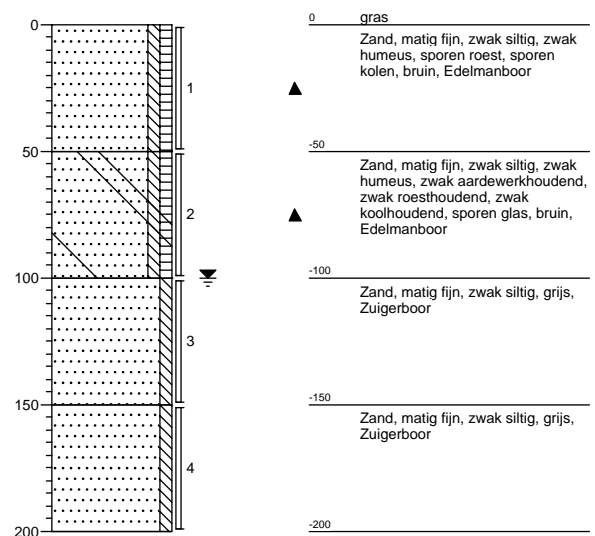 0
50
100
150
200
1
2
3
4
0 gras
Zand, matig fijn, zwak siltig, zwak
humeus, sporen roest, sporen
kolen, bruin, Edelmanboor
-50
Zand, matig fijn, zwak siltig, zwak
humeus, zwak aardewerkhoudend,
zwak roesthoudend, zwak
koolhoudend, sporen glas, bruin,
Edelmanboor
-100
Zand, matig fijn, zwak siltig, grijs,
Zuigerboor
-150
Zand, matig fijn, zwak siltig, grijs,
Zuigerboor
-200